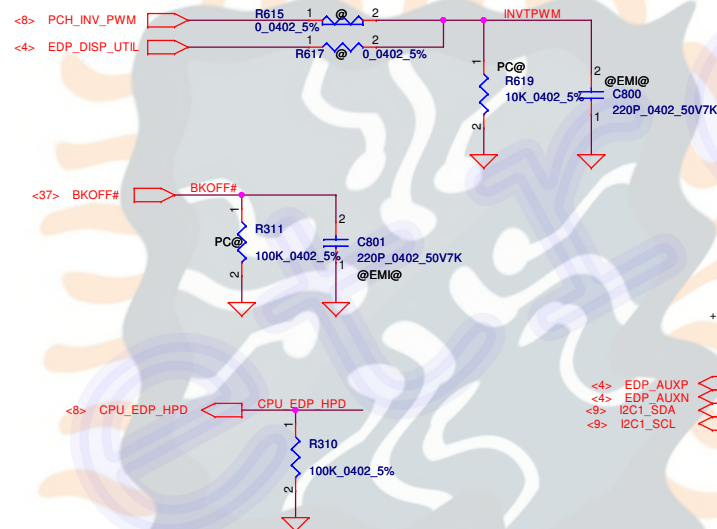 <8> PCH_INV_PWM
R615 1 @ 2
0_0402_5%
INVTPWM
<4> EDP_DISP_UTIL
1 2
R617 @ 0_0402_5%
1
PC@
R619
10K_0402_5%
2
2
@EMI@
C800
220P_0402_50V7K
1
<37> BKOFF#
BKOFF#
1
R311
PC@
100K_0402_5%
2
2
C801
220P_0402_50V7K
1
@EMI@
+
<4> EDP_AUXP
<4> EDP_AUXN
<9> I2C1_SDA
<9> I2C1_SCL
<8> CPU_EDP_HPD
CPU_EDP_HPD
1
R310
100K_0402_5%
2